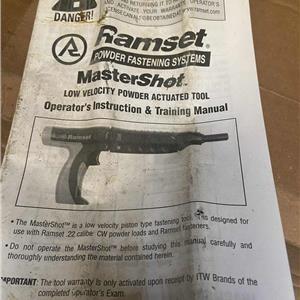 DANGER!
Ramset
POWDER FASTENING SYSTEMS
MasterShot™
LOW VELOCITY POWDER ACTUATED TOOL
Operator's Instruction & Training Manual
Ramset
• The MasterShot™ is a low velocity piston type fastening tool. It is designed for
use with Ramset .22 calibe CW powder loads and Ramset fasteners.
• Do not operate the MasterShot™ before studying this manual carefully and
thoroughly understanding the material contained herein.
IMPORTANT: The tool warranty is only activated upon receipt by ITW Brands of the
completed Operator's Exam.